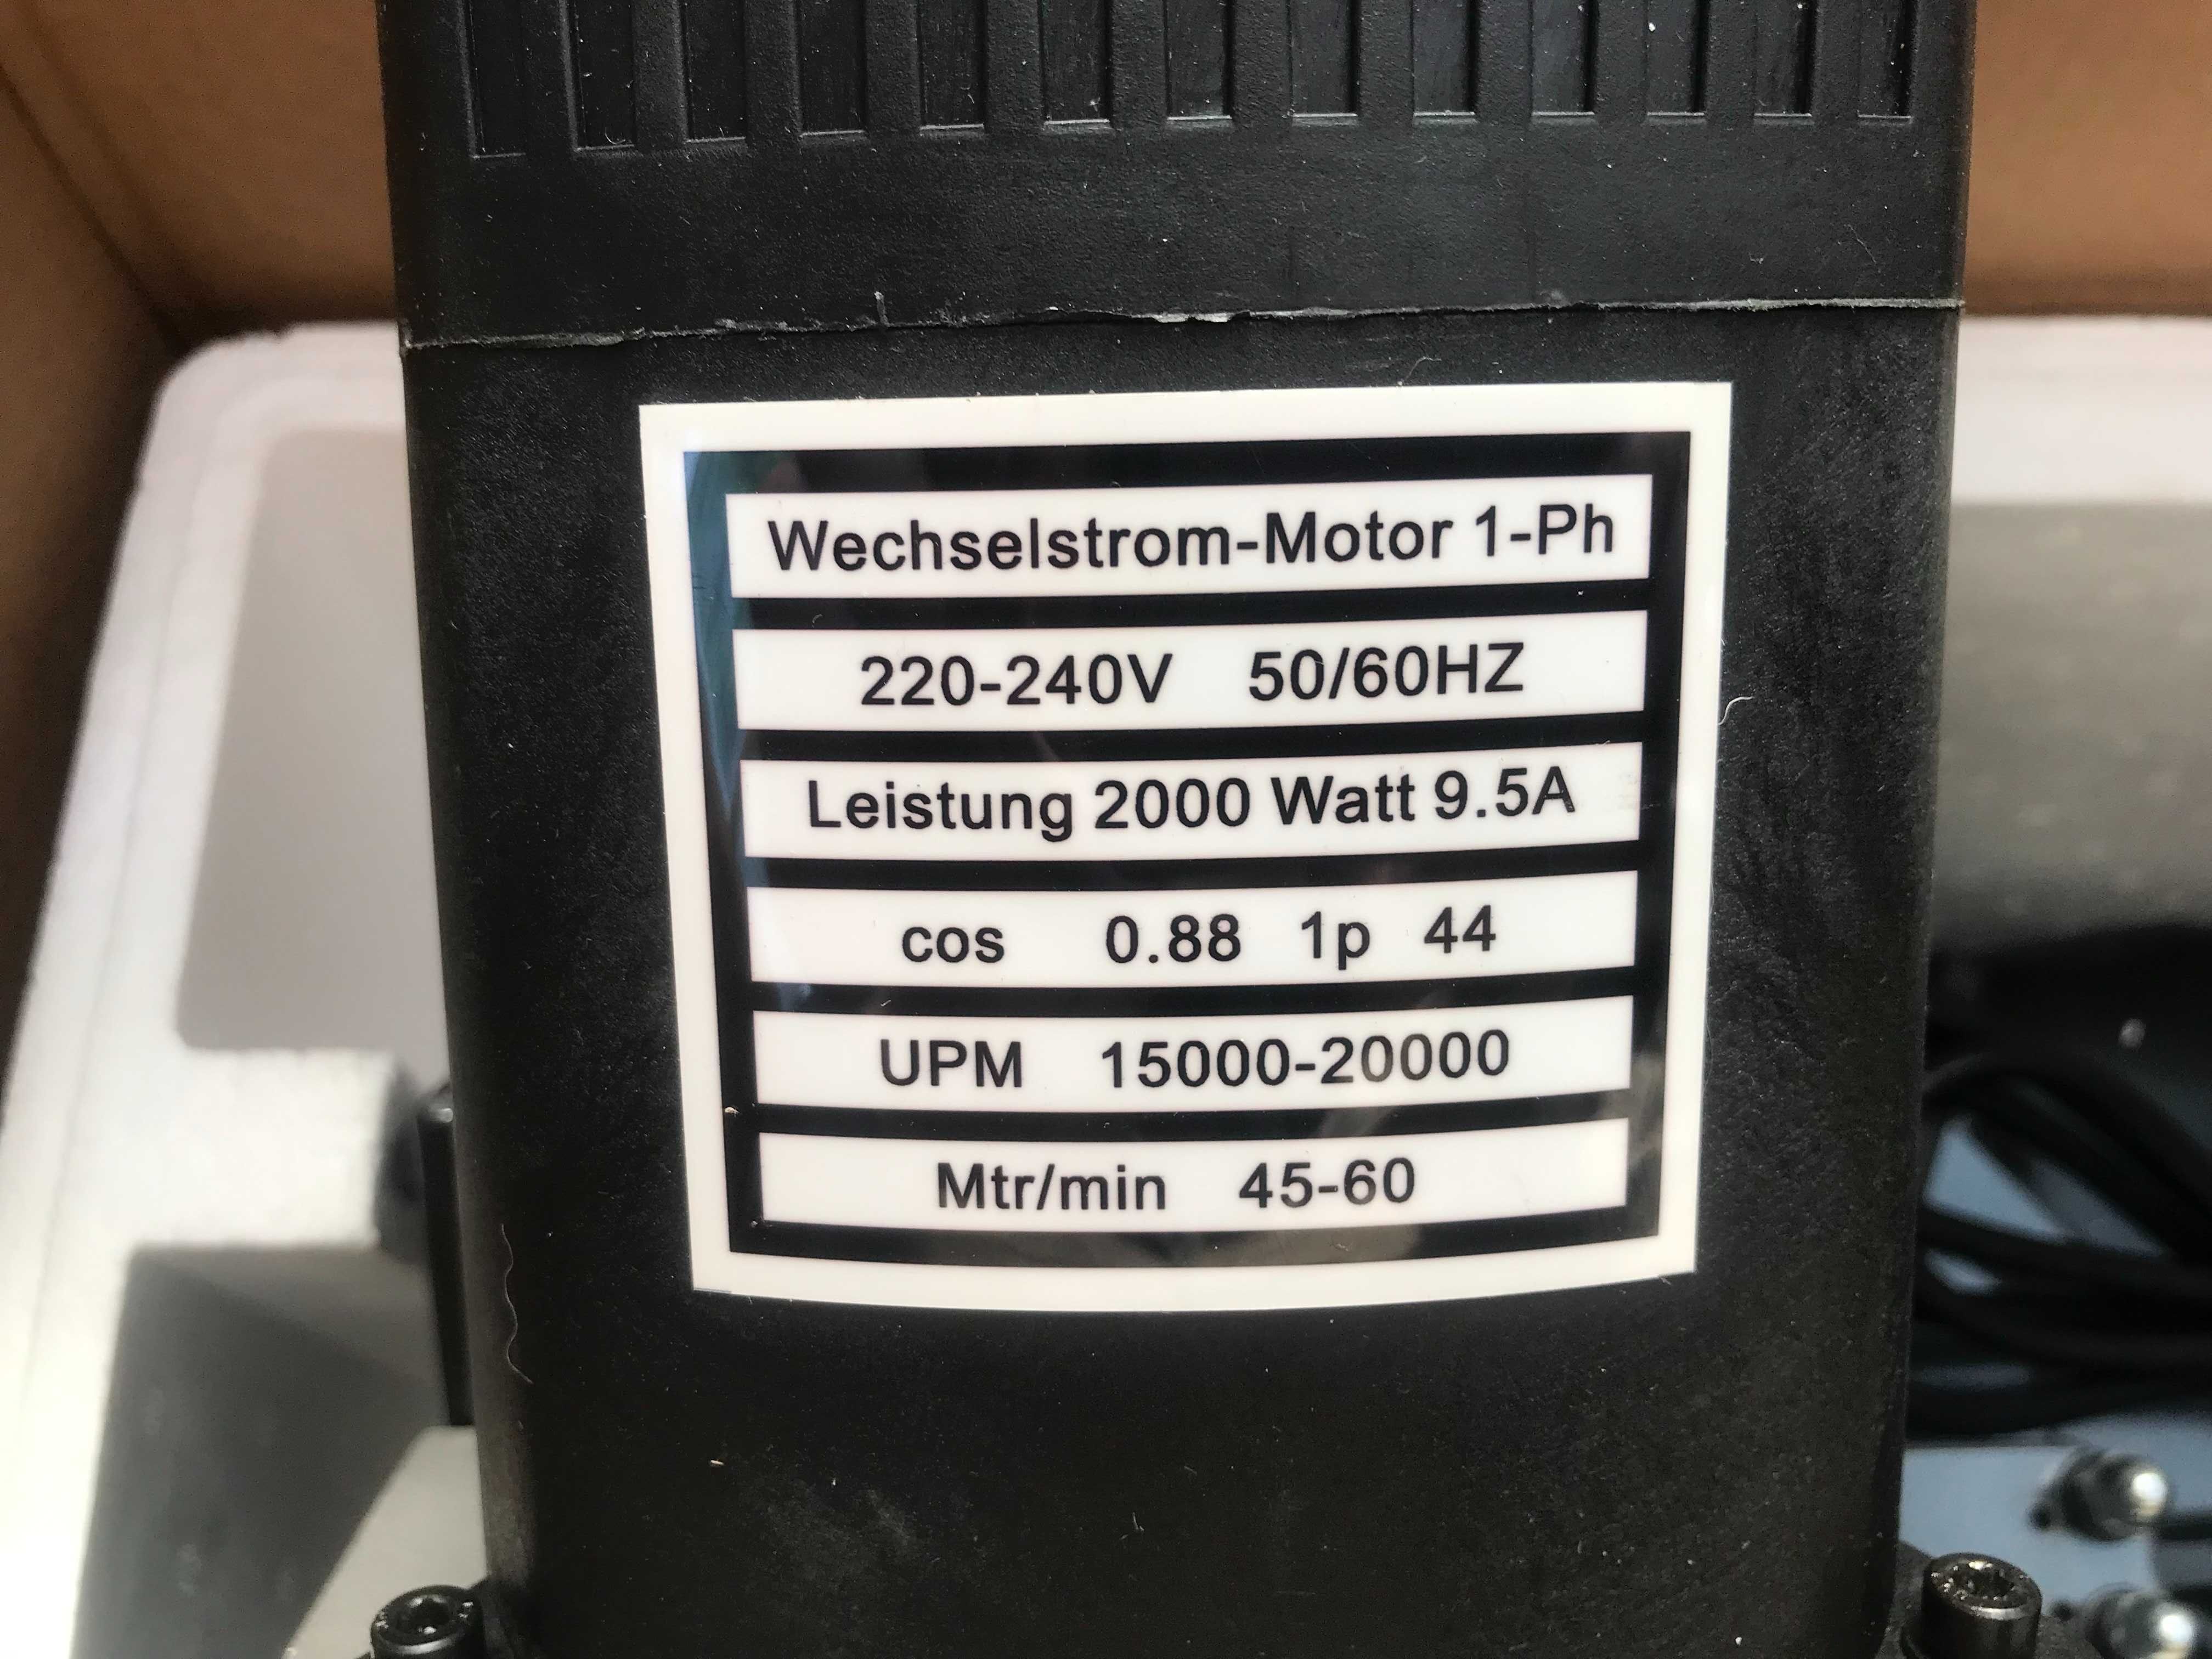 Wechselstrom-Motor 1-Ph
220-240V 50/60HZ
Leistung 2000 Watt 9.5A
cos 0.88 1p 44
UPM 15000-20000
Mtr/min 45-60